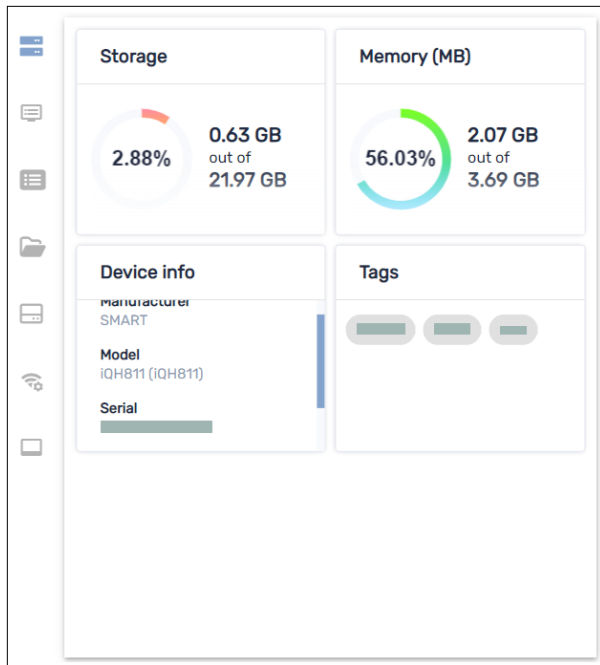 Storage
2.88%
0.63 GB
out of
21.97 GB
Memory (MB)
56.03%
2.07 GB
out of
3.69 GB
Device info
Manufacturer
SMART
Model
iQH811 (iQH811)
Serial
Tags